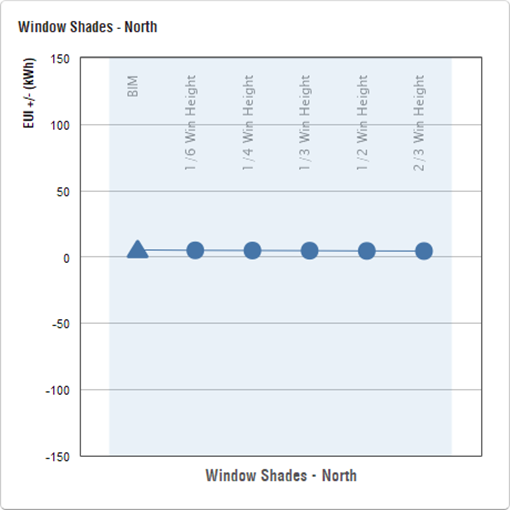 Window Shades - North
EUI +/- (kWh)
150
100
50
0
-50
-100
-150
BIM
1/6 Win Height
1/4 Win Height
1/3 Win Height
1/2 Win Height
2/3 Win Height
Window Shades - North